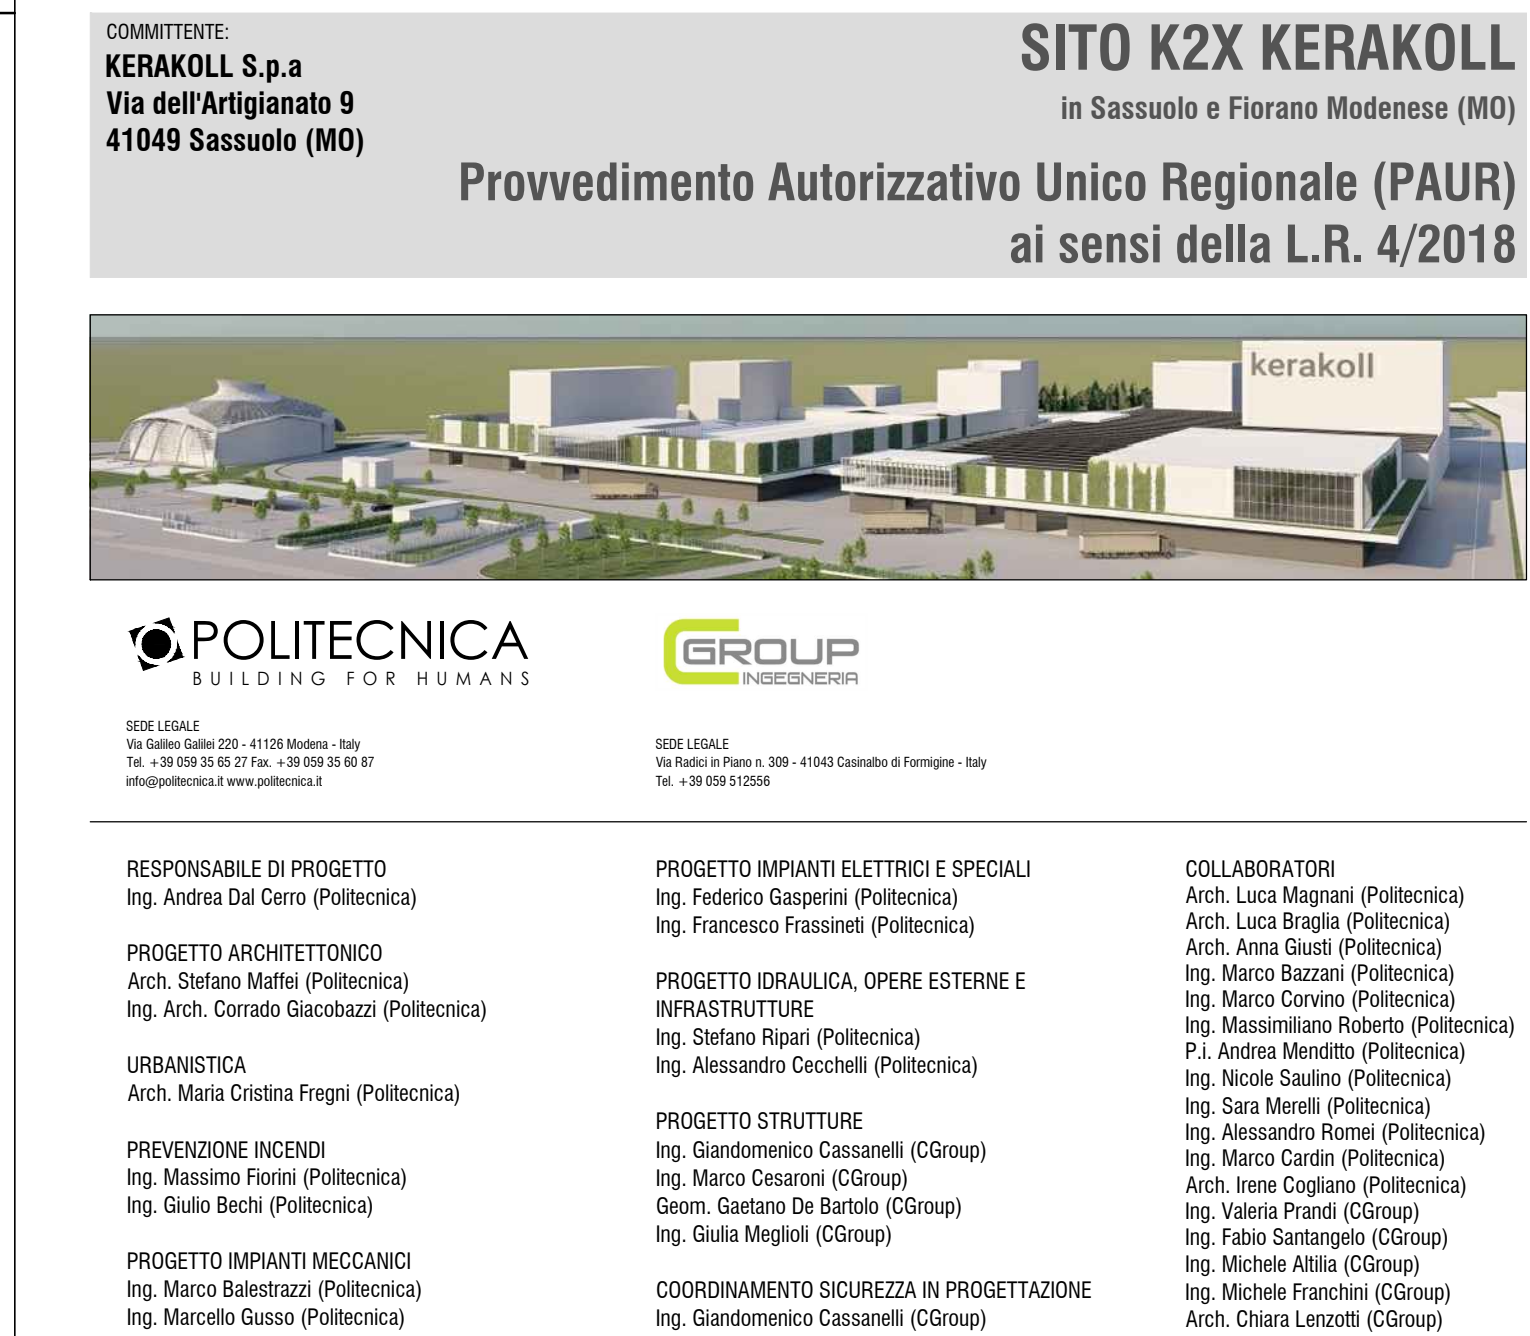 COMMITTENTE:
KERAKOLL S.p.a
Via dell'Artigianato 9
41049 Sassuolo (MO)
SITO K2X KERAKOLL
in Sassuolo e Fiorano Modenese (MO)
Provvedimento Autorizzativo Unico Regionale (PAUR)
ai sensi della L.R. 4/2018
kerakoll
POLITECNICA
BUILDING FOR HUMANS
SEDE LEGALE
Via Galileo Galilei 220 - 41126 Modena - Italy
Tel. +39 059 35 65 27 Fax. +39 059 35 60 87
info@politecnica.it www.politecnica.it
CGROUP
INGEGNERIA
SEDE LEGALE
Via Radici in Piano n. 309 - 41043 Casinalbo di Formigine - Italy
Tel. +39 059 512556
RESPONSABILE DI PROGETTO
Ing. Andrea Dal Cerro (Politecnica)
PROGETTO ARCHITETTONICO
Arch. Stefano Maffei (Politecnica)
Ing. Arch. Corrado Giacobazzi (Politecnica)
URBANISTICA
Arch. Maria Cristina Fregni (Politecnica)
PREVENZIONE INCENDI
Ing. Massimo Fiorini (Politecnica)
Ing. Giulio Bechi (Politecnica)
PROGETTO IMPIANTI MECCANICI
Ing. Marco Balestrazzi (Politecnica)
Ing. Marcello Gusso (Politecnica)
PROGETTO IMPIANTI ELETTRICI E SPECIALI
Ing. Federico Gasperini (Politecnica)
Ing. Francesco Frassineti (Politecnica)
PROGETTO IDRAULICA, OPERE ESTERNE E
INFRASTRUTTURE
Ing. Stefano Ripari (Politecnica)
Ing. Alessandro Cecchelli (Politecnica)
PROGETTO STRUTTURE
Ing. Giandomenico Cassanelli (CGroup)
Ing. Marco Cesaroni (CGroup)
Geom. Gaetano De Bartolo (CGroup)
Ing. Giulia Meglioli (CGroup)
COORDINAMENTO SICUREZZA IN PROGETTAZIONE
Ing. Giandomenico Cassanelli (CGroup)
COLLABORATORI
Arch. Luca Magnani (Politecnica)
Arch. Luca Braglia (Politecnica)
Arch. Anna Giusti (Politecnica)
Ing. Marco Bazzani (Politecnica)
Ing. Marco Corvino (Politecnica)
Ing. Massimiliano Roberto (Politecnica)
P.i. Andrea Menditto (Politecnica)
Ing. Nicole Saulino (Politecnica)
Ing. Sara Merelli (Politecnica)
Ing. Alessandro Romei (Politecnica)
Ing. Marco Cardin (Politecnica)
Arch. Irene Cogliano (Politecnica)
Ing. Valeria Prandi (CGroup)
Ing. Fabio Santangelo (CGroup)
Ing. Michele Altilia (CGroup)
Ing. Michele Franchini (CGroup)
Arch. Chiara Lenzotti (CGroup)